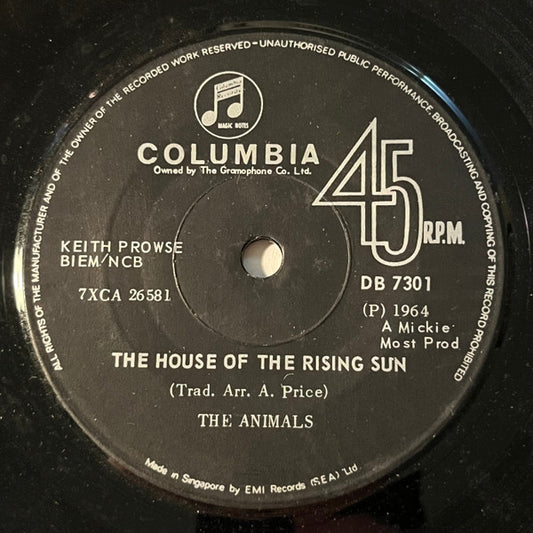 ALL RIGHTS OF THE MANUFACTURER AND OF THE OWNER OF THE RECORDED WORK RESERVED – UNAUTHORISED PUBLIC PERFORMANCE, BROADCASTING AND COPYING OF THIS RECORD PROHIBITED
Columbia
Records
MAGIC NOTES
COLUMBIA
Owned by The Gramophone Co. Ltd.
45 R.P.M.
KEITH PROWSE
BIEM/NCB
7XCA 26581
DB 7301
(P) 1964
A Mickie
Most Prod
THE HOUSE OF THE RISING SUN
(Trad. Arr. A. Price)
THE ANIMALS
Made in Singapore by EMI Records (S.E.A) Ltd.